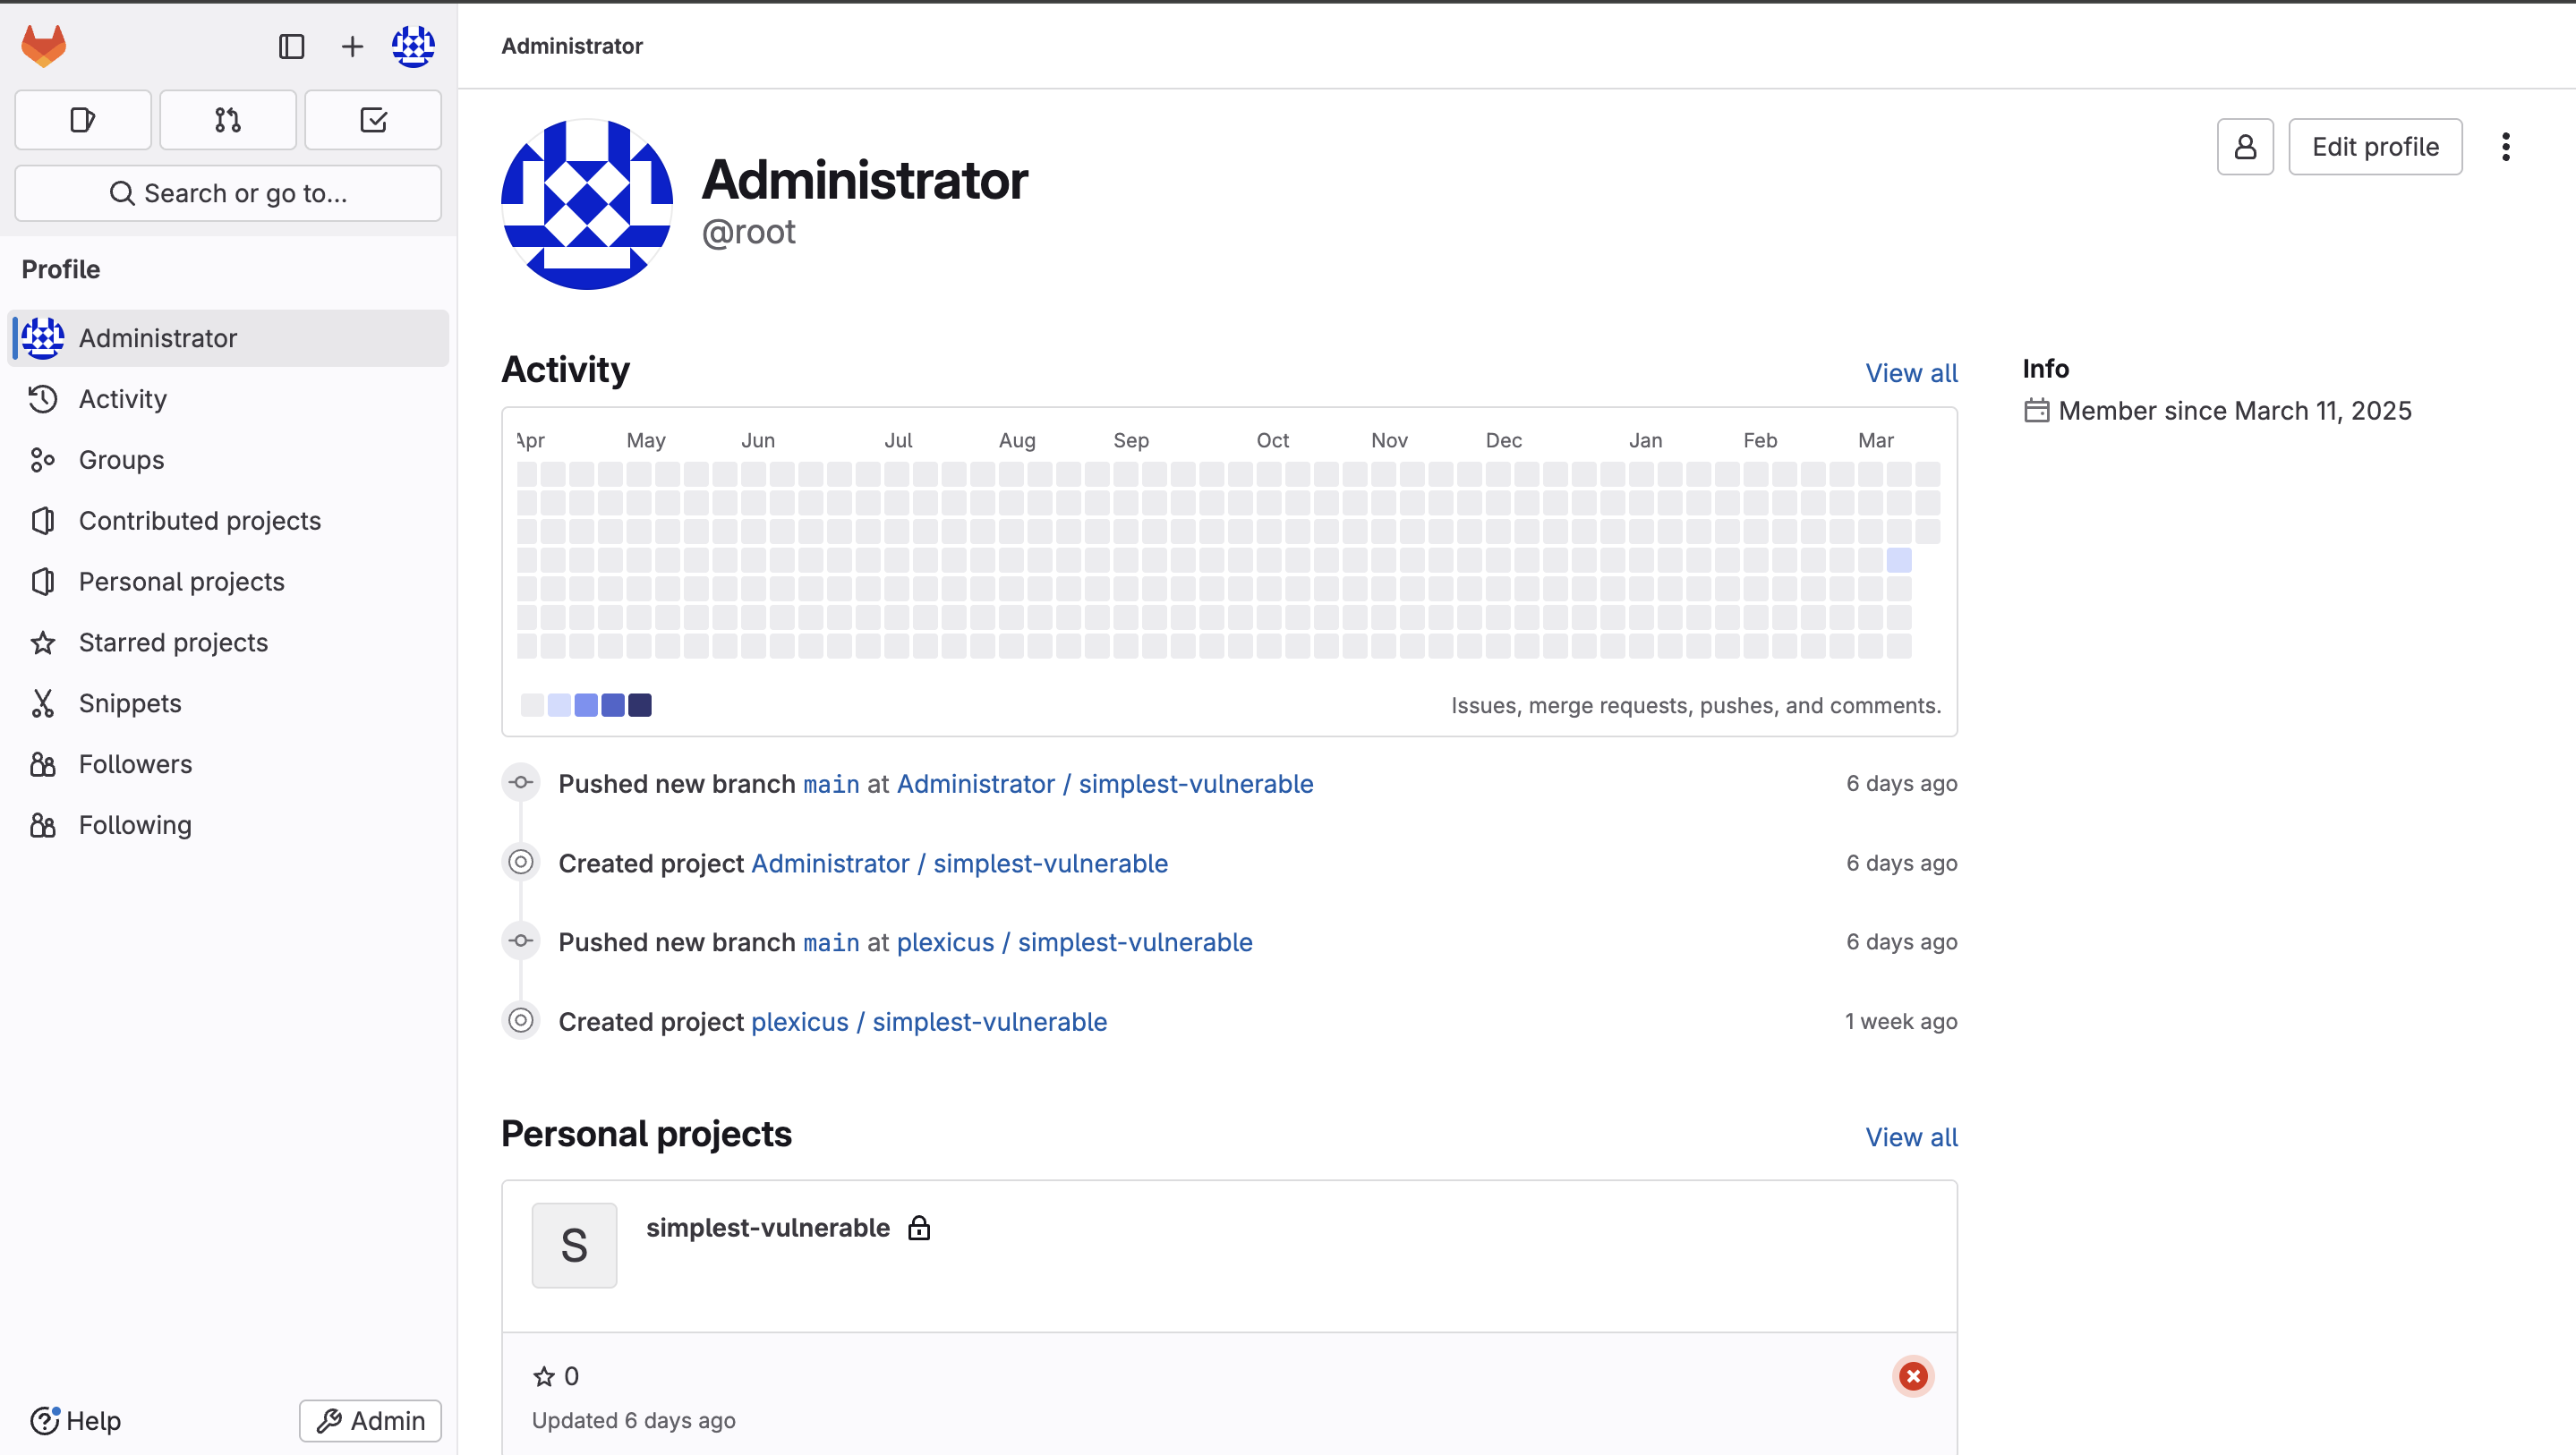 Administrator
Search or go to...
Profile
Administrator
Activity
Groups
Contributed projects
Personal projects
Starred projects
Snippets
Followers
Following
Help
Admin
Administrator
@root
Edit profile
Activity
View all
Apr May Jun Jul Aug Sep Oct Nov Dec Jan Feb Mar
Issues, merge requests, pushes, and comments.
Pushed new branch main at Administrator / simplest-vulnerable 6 days ago
Created project Administrator / simplest-vulnerable 6 days ago
Pushed new branch main at plexicus / simplest-vulnerable 6 days ago
Created project plexicus / simplest-vulnerable 1 week ago
Personal projects
View all
S
simplest-vulnerable
0
Updated 6 days ago
Info
Member since March 11, 2025